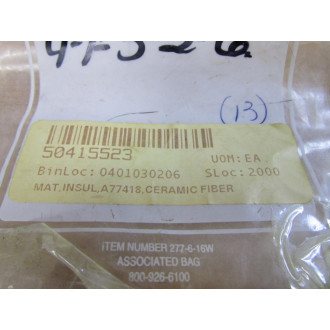 (13)
50415523 UOM: EA.
BinLoc: 0401030206 SLoc: 2000
MAT,INSUL,A77418,CERAMIC FIBER
ITEM NUMBER 277-6-16W
ASSOCIATED BAG
800-926-6100